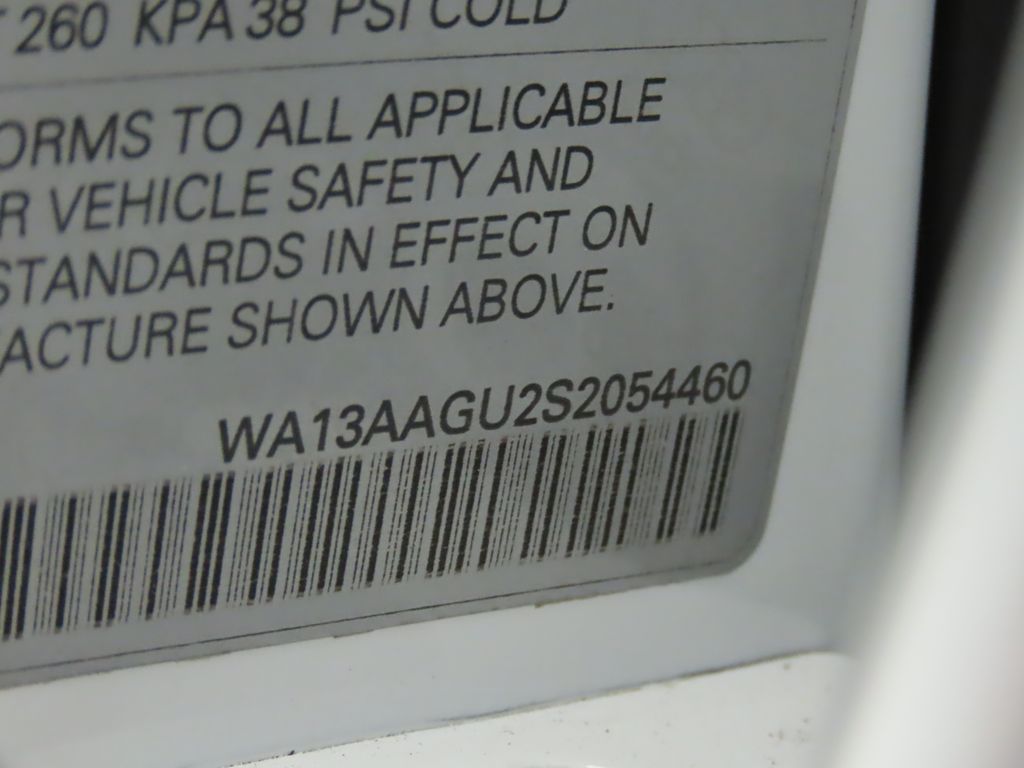 260 KPA 38 PSI COLD
ORMS TO ALL APPLICABLE
R VEHICLE SAFETY AND
STANDARDS IN EFFECT ON
ACTURE SHOWN ABOVE.
WA13AAGU2S2054460